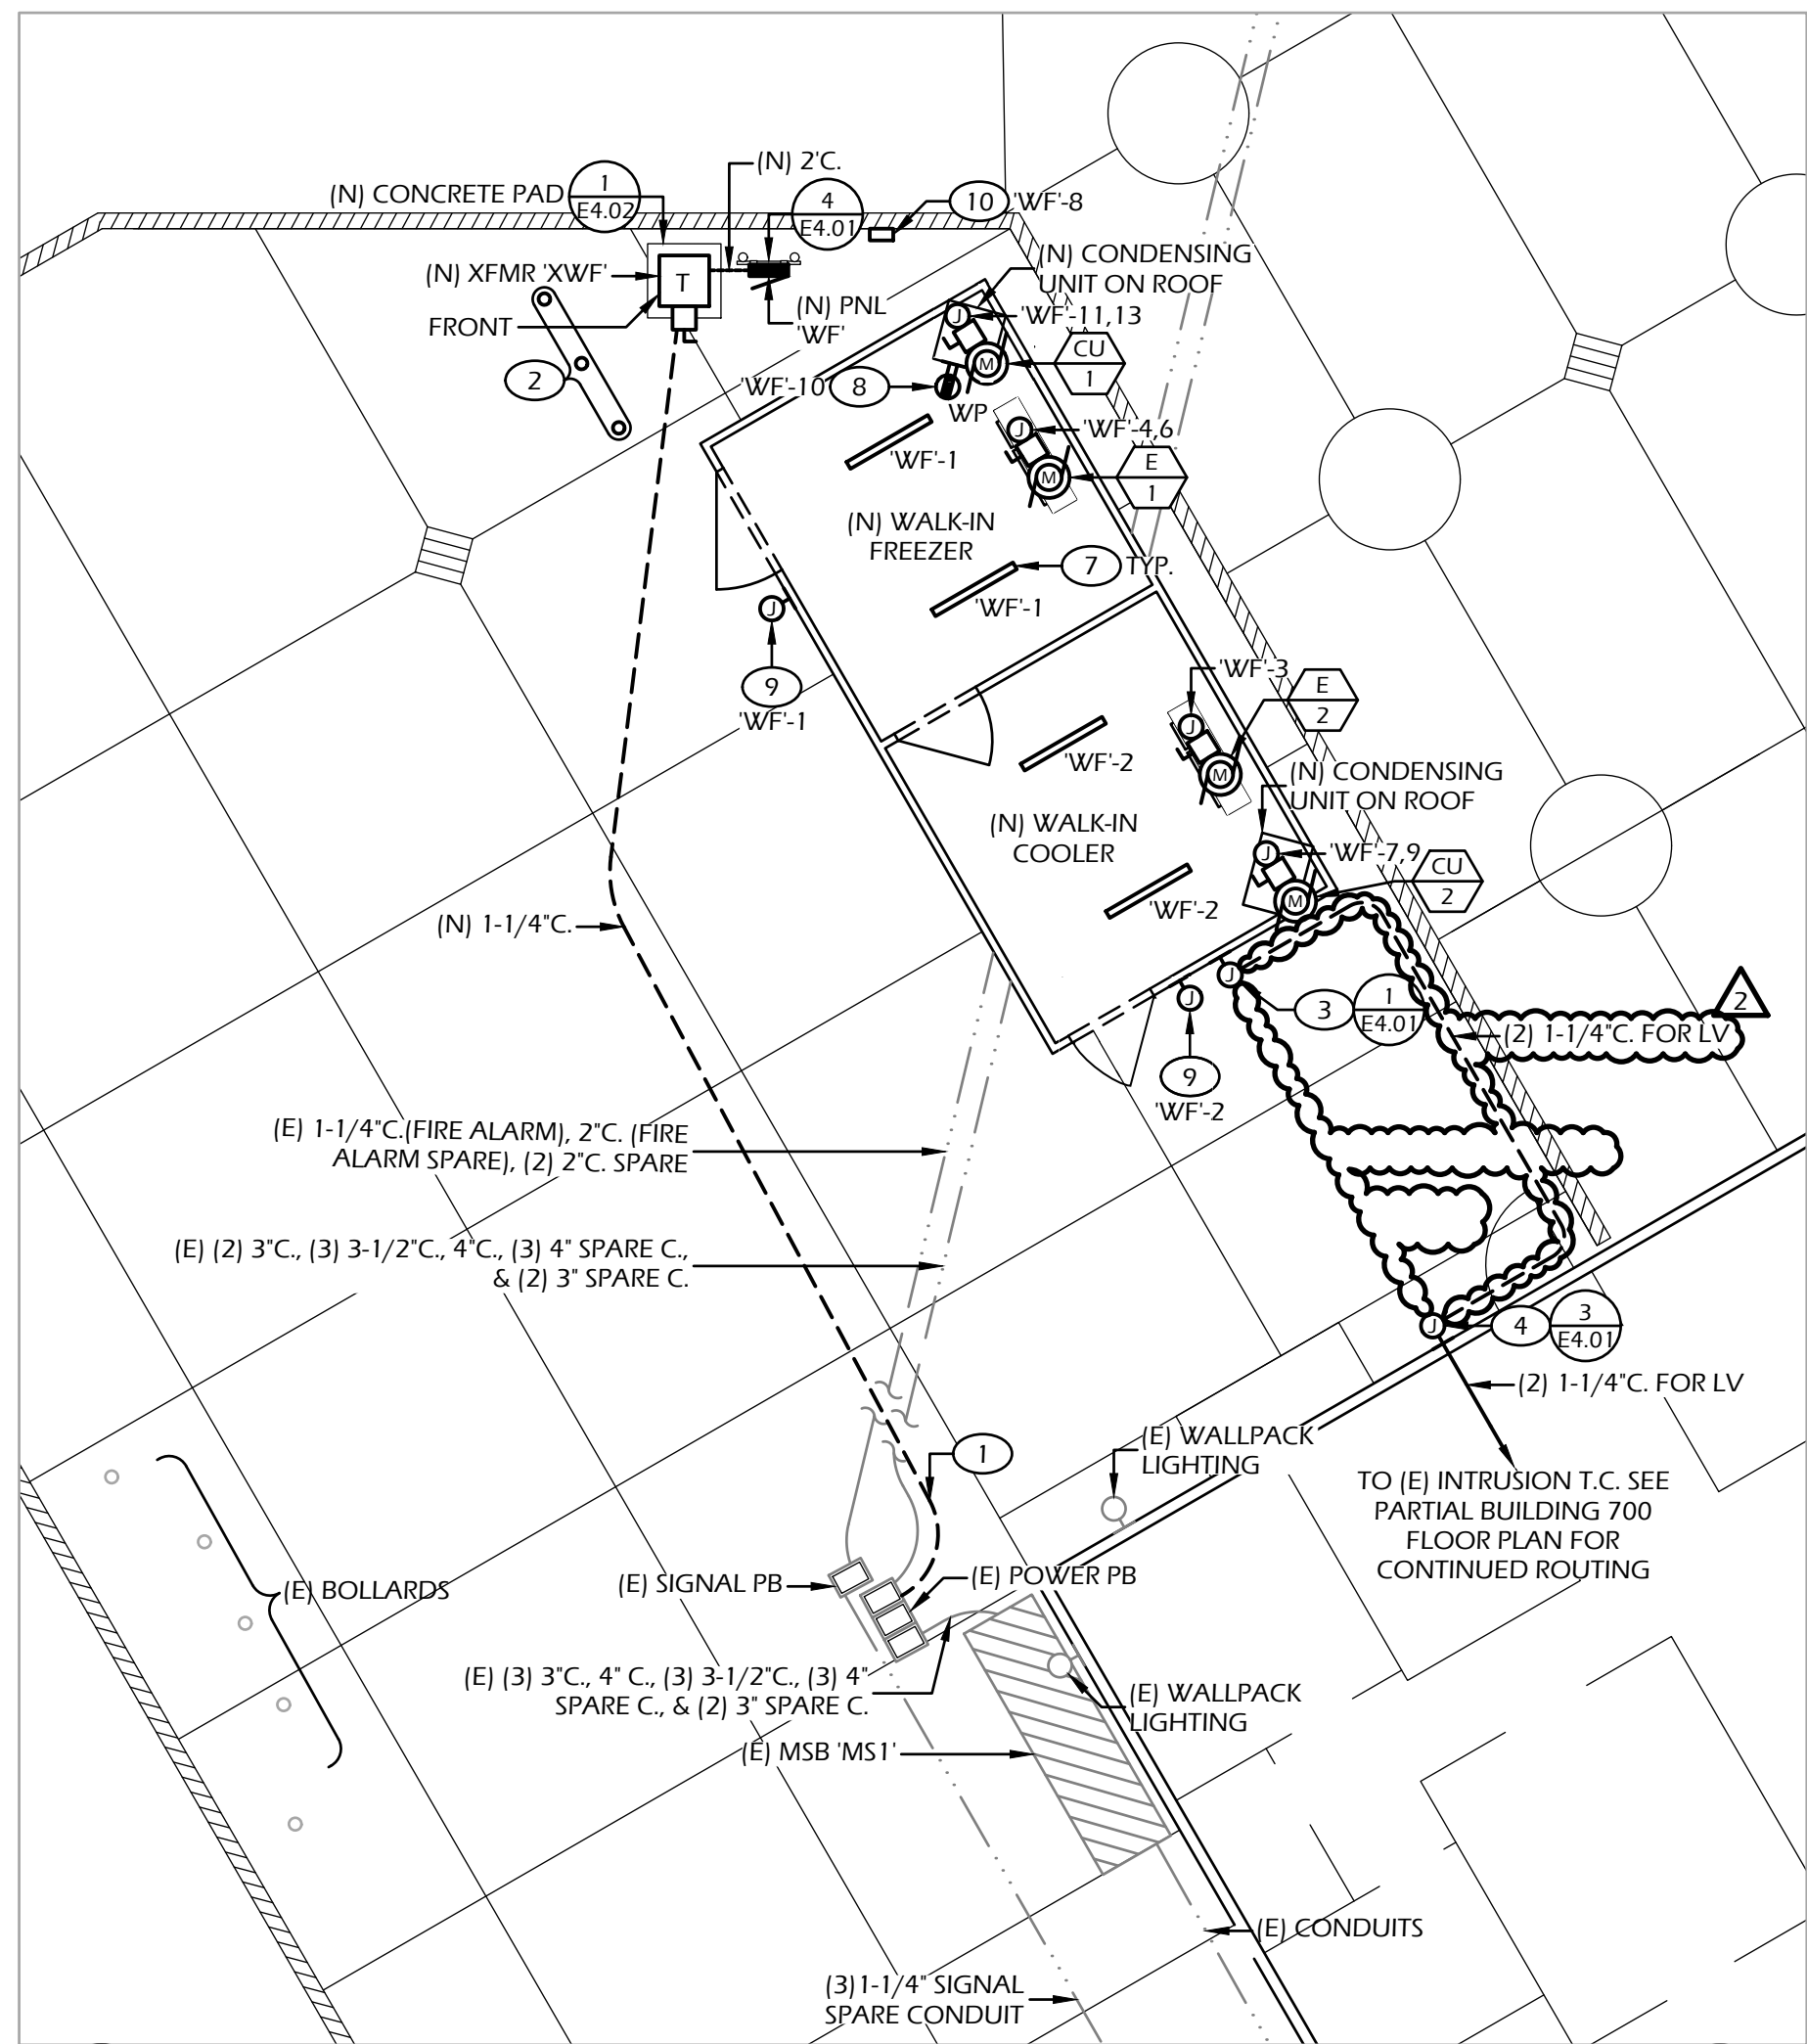 (N) 2'C.
(N) CONCRETE PAD
1
E4.02
4
E4.01
10
'WF'-8
(N) XFMR 'XWF'
T
FRONT
(N) PNL
'WF'
(N) CONDENSING
UNIT ON ROOF
J
'WF'-11,13
CU
1
M
2
'WF'-10
8
WP
J
'WF'-4,6
'WF'-1
E
1
M
(N) WALK-IN
FREEZER
7
TYP.
'WF'-1
J
9
'WF'-1
'WF'-3
E
2
J
'WF'-2
M
(N) CONDENSING
UNIT ON ROOF
(N) WALK-IN
COOLER
J
'WF'-7,9
CU
2
'WF'-2
M
(N) 1-1/4"C.
J
J
3
1
E4.01
2
(2) 1-1/4"C. FOR LV
9
'WF'-2
(E) 1-1/4"C.(FIRE ALARM), 2"C. (FIRE
ALARM SPARE), (2) 2"C. SPARE
(E) (2) 3"C., (3) 3-1/2"C., 4"C., (3) 4" SPARE C.,
& (2) 3" SPARE C.
J
4
3
E4.01
(2) 1-1/4"C. FOR LV
1
(E) WALLPACK
LIGHTING
TO (E) INTRUSION T.C. SEE
PARTIAL BUILDING 700
FLOOR PLAN FOR
CONTINUED ROUTING
(E) SIGNAL PB
(E) POWER PB
(E) BOLLARDS
(E) (3) 3"C., 4" C., (3) 3-1/2"C., (3) 4"
SPARE C., & (2) 3" SPARE C.
(E) WALLPACK
LIGHTING
(E) MSB 'MS1'
(E) CONDUITS
(3)1-1/4" SIGNAL
SPARE CONDUIT